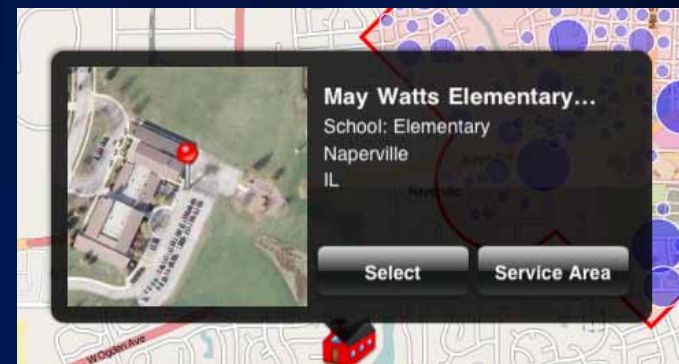 May Watts Elementary...
School: Elementary
Naperville
IL
Select
Service Area
W Ogden Ave